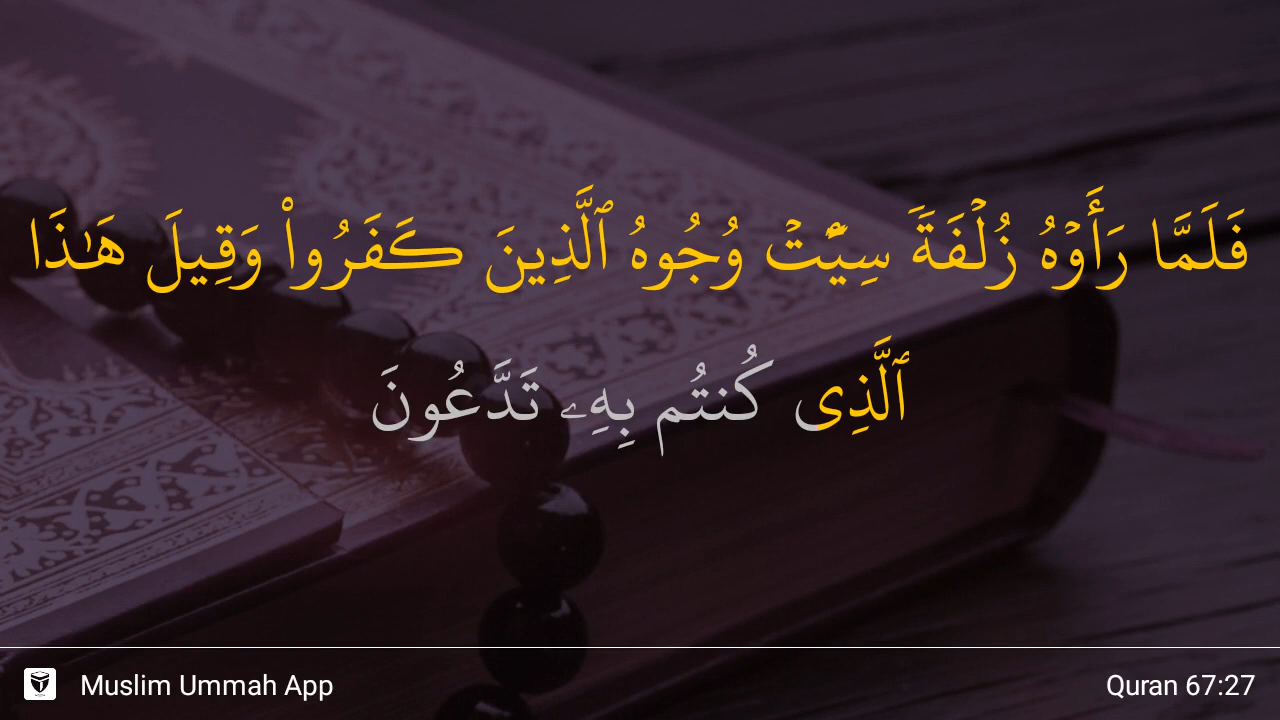 فَلَمَّا رَأَوۡهُ زُلۡفَةٗ سِيٓـَٔتۡ وُجُوهُ ٱلَّذِينَ كَفَرُواْ وَقِيلَ هَٰذَا
ٱلَّذِى كُنتُم بِهِۦ تَدَّعُونَ
Muslim Ummah App
Quran 67:27